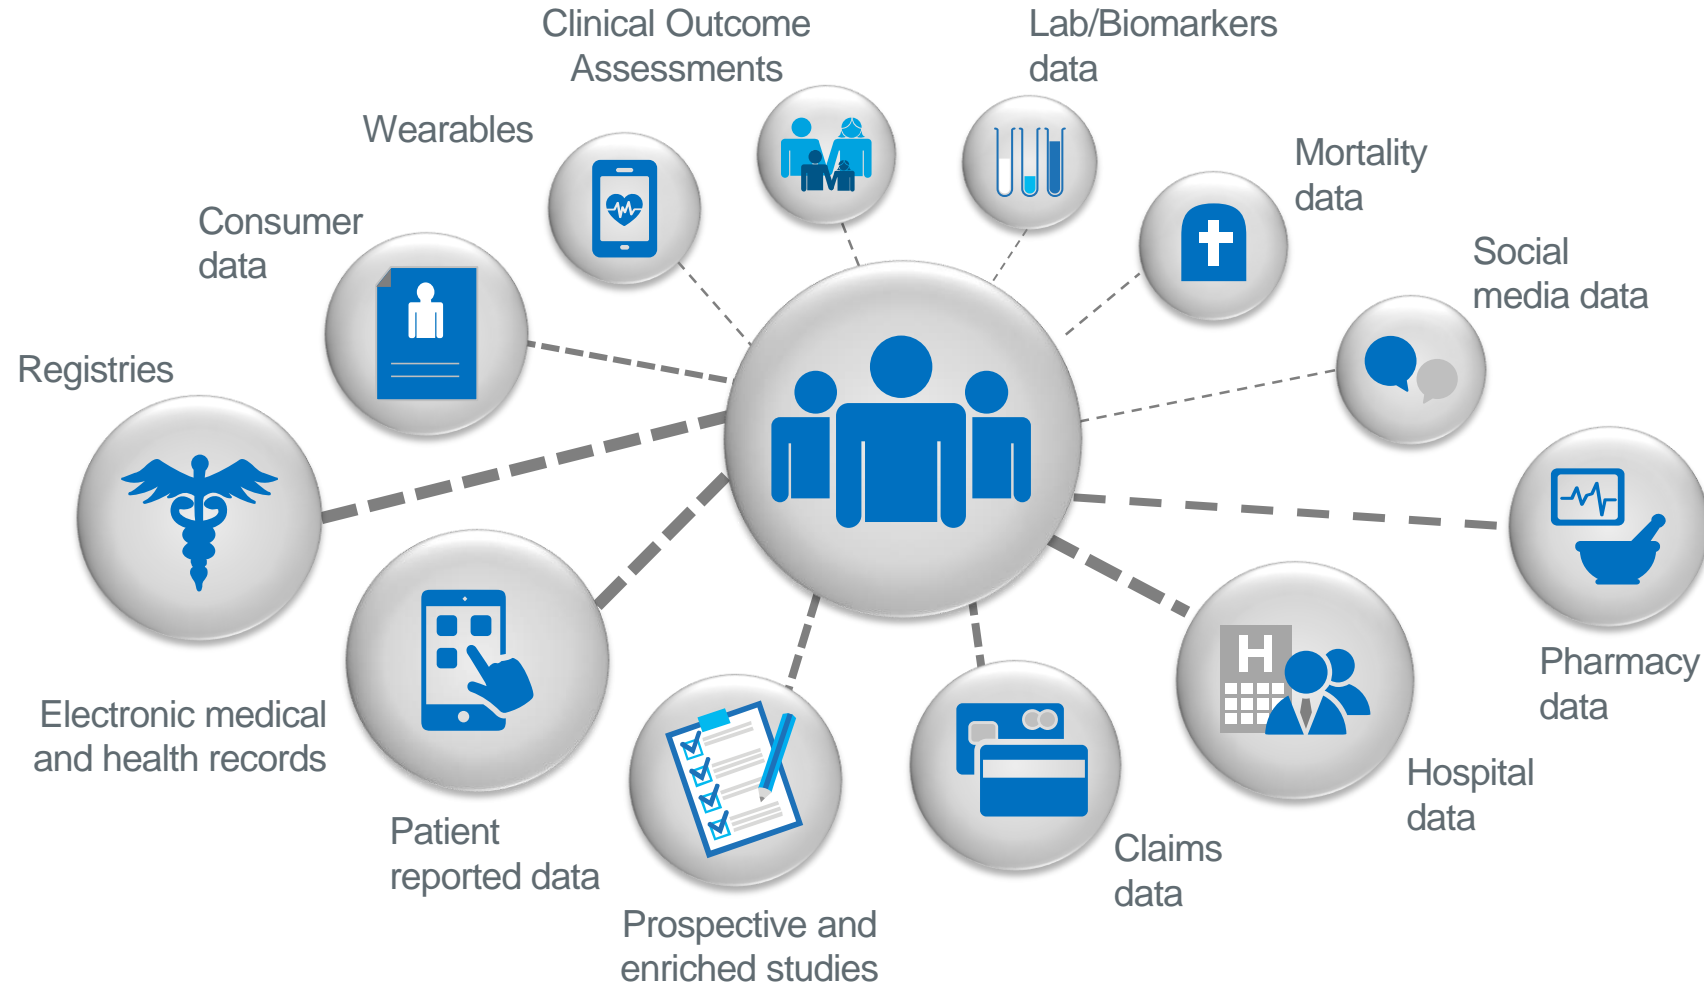 Clinical Outcome
Assessments
Lab/Biomarkers
data
Wearables
Mortality
data
Consumer
data
Social
media data
Registries
H
Pharmacy
data
Electronic medical
and health records
Hospital
data
Patient
reported data
Claims
data
Prospective and
enriched studies